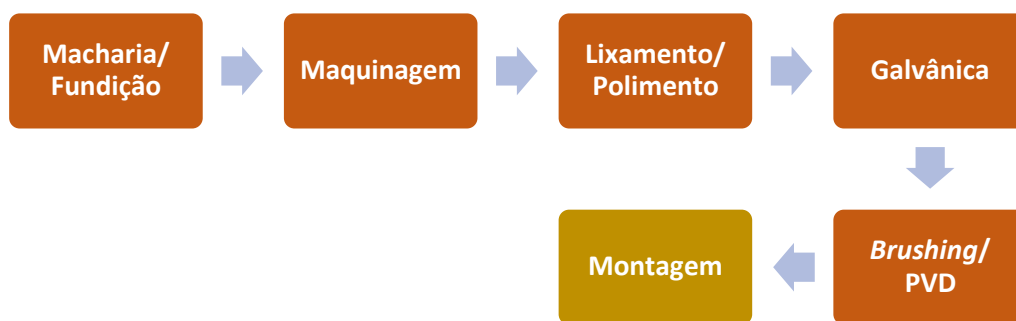 Macharia/
Fundição
Maquinagem
Lixamento/
Polimento
Galvânica
Brushing/
PVD
Montagem